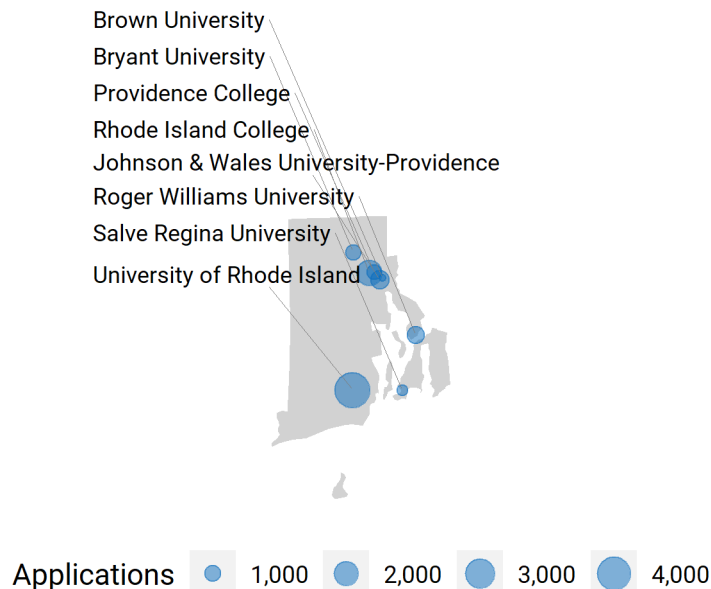 Brown University
Bryant University
Providence College
Rhode Island College
Johnson & Wales University-Providence
Roger Williams University
Salve Regina University
University of Rhode Island
Applications 1,000 2,000 3,000 4,000